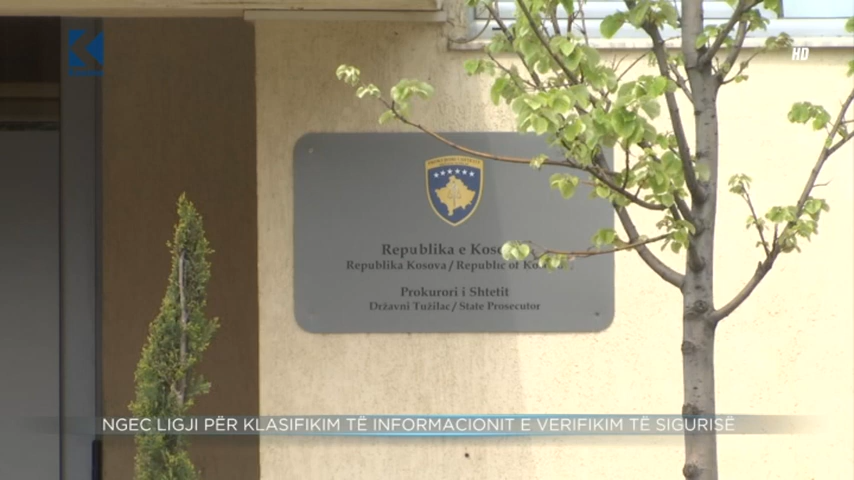 HD
Republika e
Republika Kosova / Republic of
Prokurori i Shtetit
Državni Tužilac / State Prosecutor
NGEC LIGJI PËR KLASIFIKIM TË INFORMACIONIT E VERIFIKIM TË SIGURISË